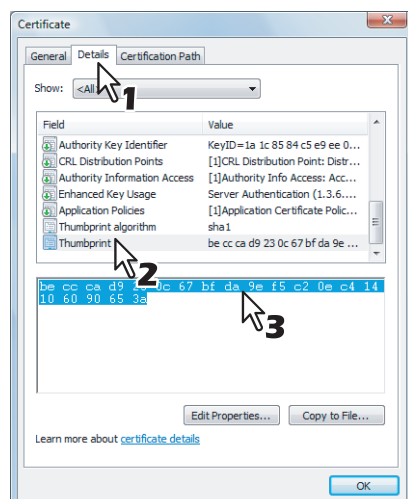 Certificate
General Details Certification Path
1
Show: <All>
Field Value
Authority Key Identifier KeyID=1a 1c 85 84 c5 e9 ee 0...
CRL Distribution Points [1]CRL Distribution Point: Distr...
Authority Information Access [1]Authority Info Access: Acc...
Enhanced Key Usage Server Authentication (1.3.6....
Application Policies [1]Application Certificate Polic...
Thumbprint algorithm sha1
Thumbprint be cc ca d9 23 0c 67 bf da 9e ...
2
be cc ca d9 23 0c 67 bf da 9e f5 c2 0e c4 14
10 60 90 65 3a
3
Edit Properties... Copy to File...
Learn more about certificate details
OK